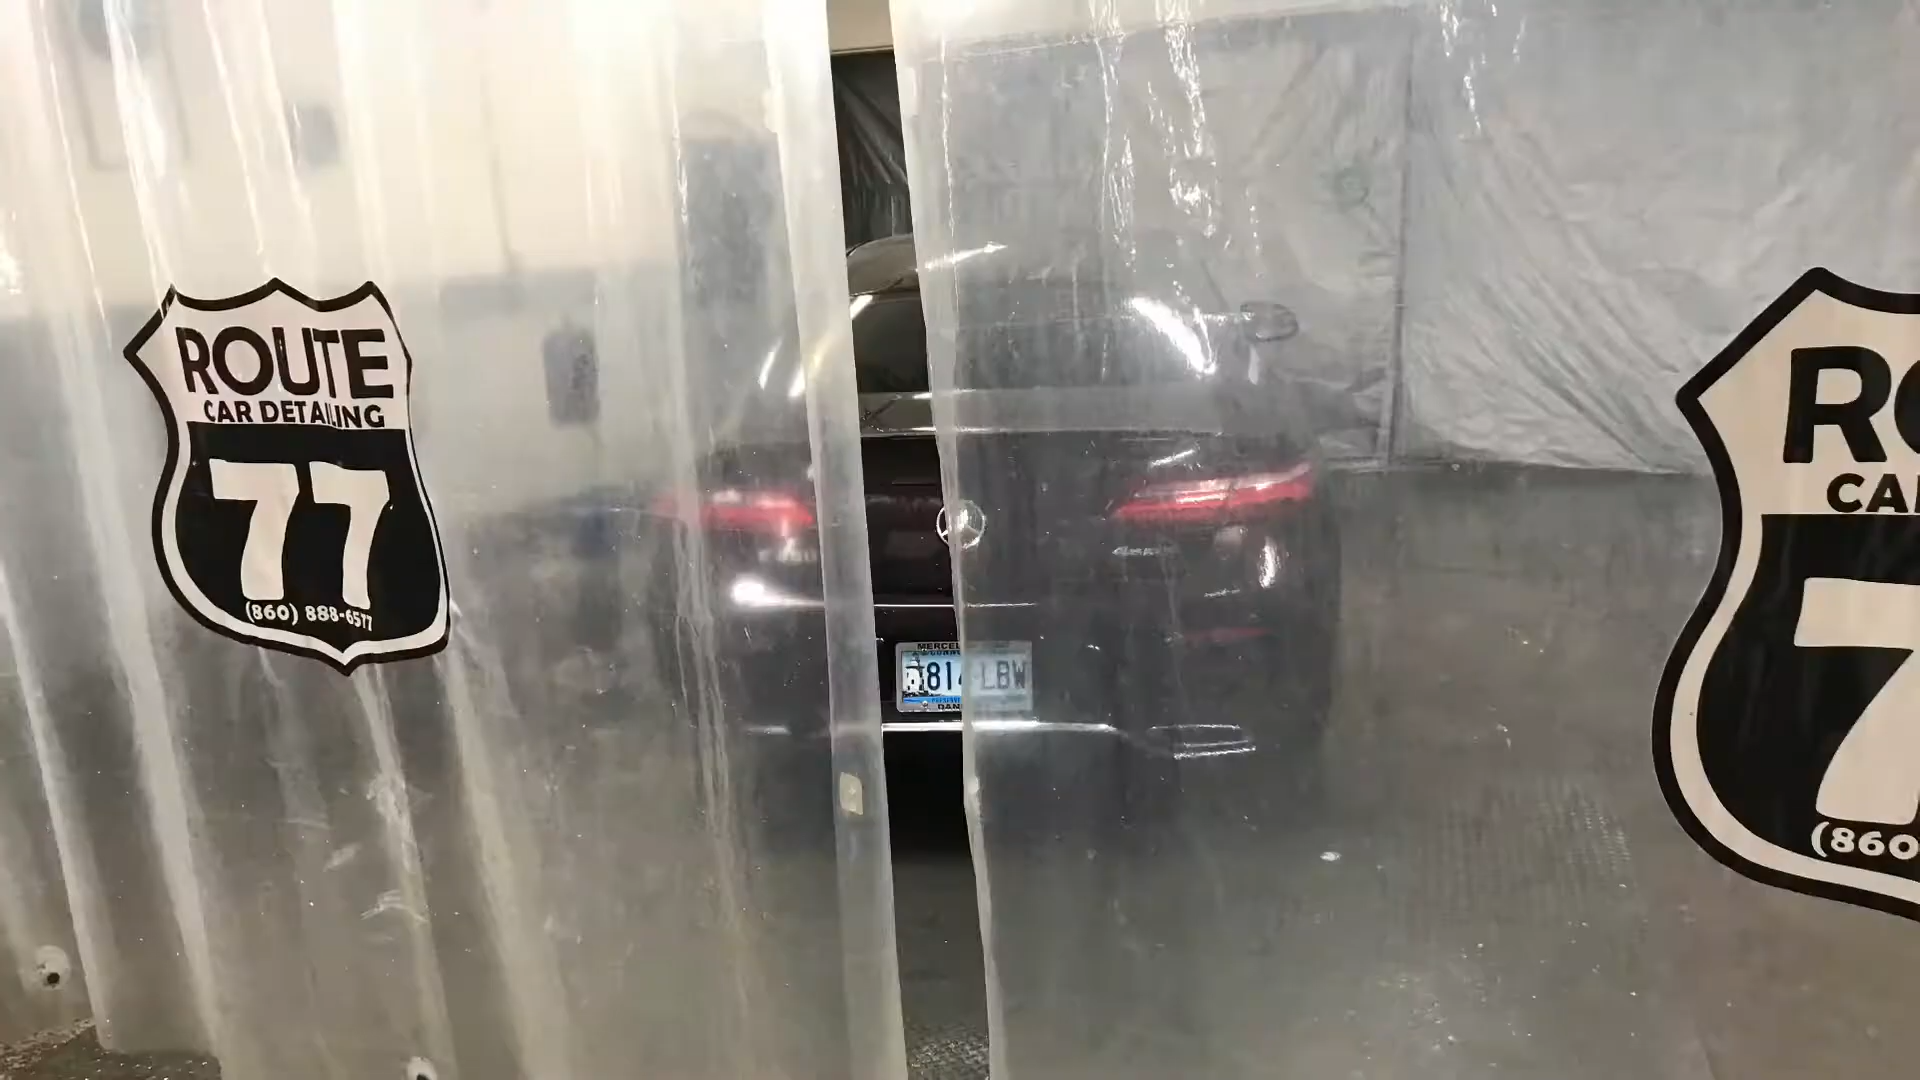 ROUTE
CAR DETAILING
77
(860) 888-6577
814 LBW
RO
CA
7
(860